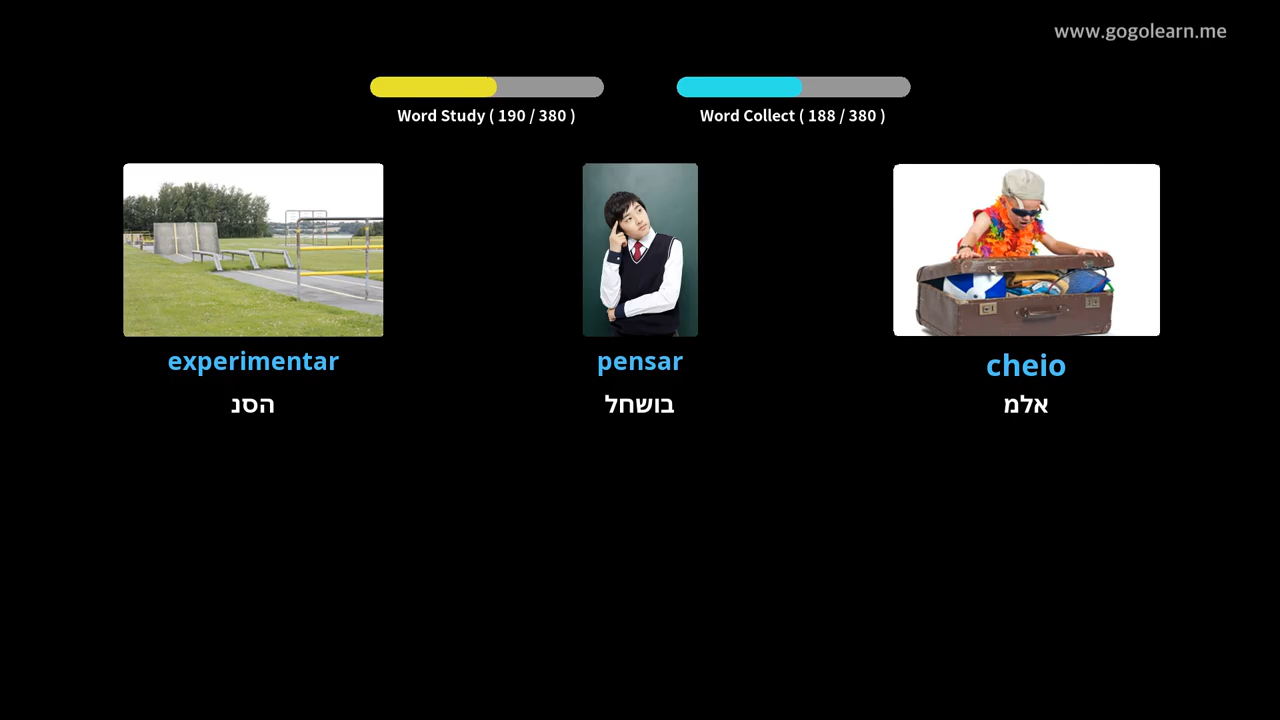 www.gogolearn.me
Word Study ( 190 / 380 )
Word Collect ( 188 / 380 )
experimentar
הסנ
pensar
בושחל
cheio
אלמ